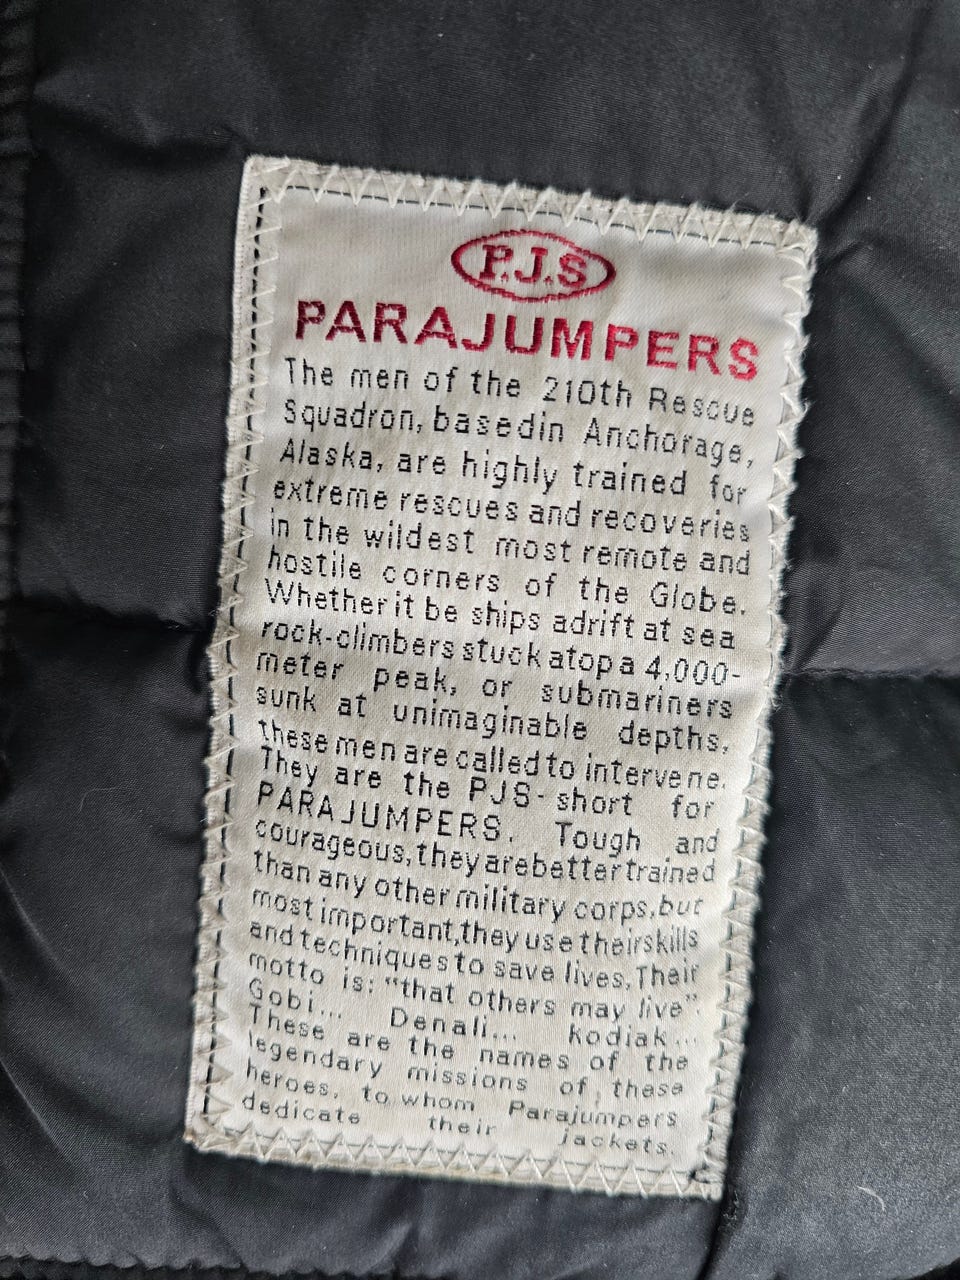 P.J.S
PARAJUMPERS
The men of the 210th Rescue
Squadron, basedin Anchorage,
Alaska, are highly trained for
extreme rescues and recoveries
in the wildest most remote and
hostile corners of the Globe.
Whether it be ships adrift at sea
rock-climbers stuck atop a 4,000-
meter peak, or submariners
sunk at unimaginable depths,
these men are called to intervene.
They are the PJS- short for
PARAJUMPERS. Tough and
courageous, they are better trained
than any other military corps, but
most important, they use their skills
and techniques to save lives, Their
motto is: "that others may live".
Gobi... Denali... kodiak...
These are the names of the
legendary missions of these
heroes, to whom Parajumpers
dedicate their jackets.